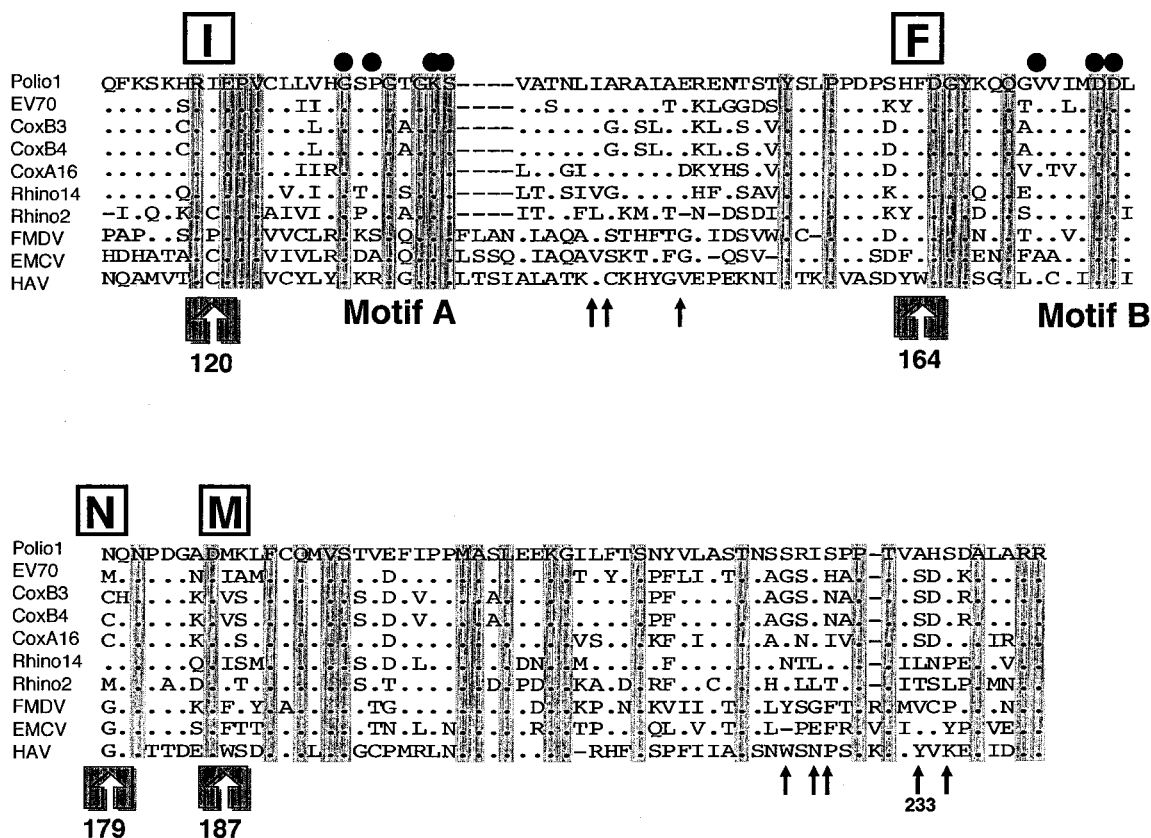 I F
Polio1 QFKSKHRIEPVCLLVHGSPGTGKS-----VATNLIARAIAERENTSTYSLPPDPSHFDGYKQQGVVIMDDL
EV70 .....S.......II..............-----..S.......T.KLGGDS........KY.......T..L.....
CoxB3 .....C........L.....A....-----......G.SL..KL.S.V.......D........A........
CoxB4 .....C........L.....A....-----......G.SL..KL.S.V.......D........A........
CoxA16 .............IIR.........-----L..GI......DKYHS.V.......D........V.TV.....
Rhino14 .....Q......V.I..T..S....-----L.T.SIVG.....HF.SAV.......K.....Q..E.......
Rhino2 -I.Q.K.C...AIVI..P..A....-----IT..FL.KM.T.N-DSDI.......KY....D...S......I
FMDV PAP..S.P...VVCLR.KS.Q....FLAN.LAQA.STHFTG.IDSVW.C-....D......N..T..V....
EMCV HDHATA.C...VIVLR.DA.Q....LSSQ.IAQAVSKT.FG.-QSV-......SDF....EN.FAA......
HAV NQAMVT.C...VCYLY.KR.G....LTSIALATK.CKHYGVEPEKNI.TK.VASDYW...SG.L.C.I...I
Motif A Motif B
120 164
N M
Polio1 NQNPDGADMKLFCQMVSTVEFIPPMASLEEKGILFTSNYVLASTNSSRISPP-TVAHSDALARR
EV70 M.....N.IAM........D............T.Y..PF.LI.T.AGS.HA.-..SD.K.....
CoxB3 CH....K.VS........S.D.V....A..........PF.....AGS.NA.-..SD.R.....
CoxB4 C.....K.VS........S.D.V....A..........PF.....AGS.NA.-..SD.R.....
CoxA16 C.....K..S........S..D...........VS...KF.I...A.N.IV.-..SD...IR..
Rhino14 ......Q.ISM.......S.D.L.....DN..M.....F.......NTL...-.ILNPE..V..
Rhino2 M..A.D..T........S.T......D.PD..KA.D.RF..C..H.LLT..-.ITSLP.MN..
FMDV G.....K.F.Y.A.....TG..........D..KP.N.KVII.T.LYSGFT.R.MVCP...N..
EMCV G.....S.FTT.......TN.L.N.....R..TP....QL.V.T.L-PEFRV.I..YP.VE...
HAV G.TTDE.WSD..L..GCPMRLN.......-RHF.SPFIIASNWSNPS.K..YVKE.ID..
233
179 187